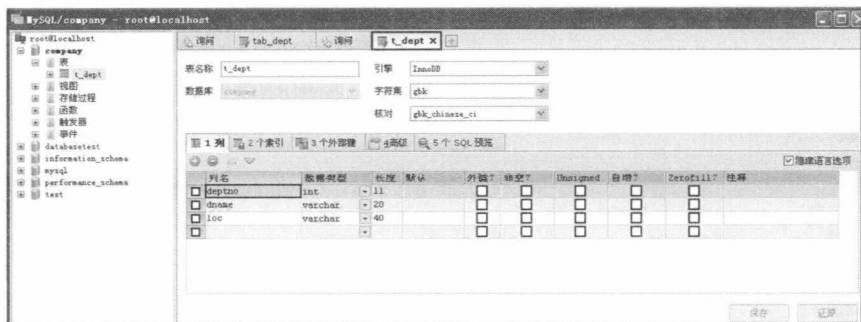 MySQL/company - root@localhost
root@localhost
company
表
t_dept
视图
存储过程
函数
触发器
事件
databasetest
information_schema
mysql
performance_schema
test
询问 tab_dept 询问 t_dept X
表名称 t_dept 引擎 InnoDB
数据库 company 字符集 gbk
核对 gbk_chinese_ci
1 列 2 个索引 3 个外部键 4高级 5 个 SQL 预览
隐藏语言选项
列名 数据类型 长度 默认 外键? 非空? Unsigned 自增? Zerofill? 注释
deptno int 11
dname varchar 20
loc varchar 40
保存 还原